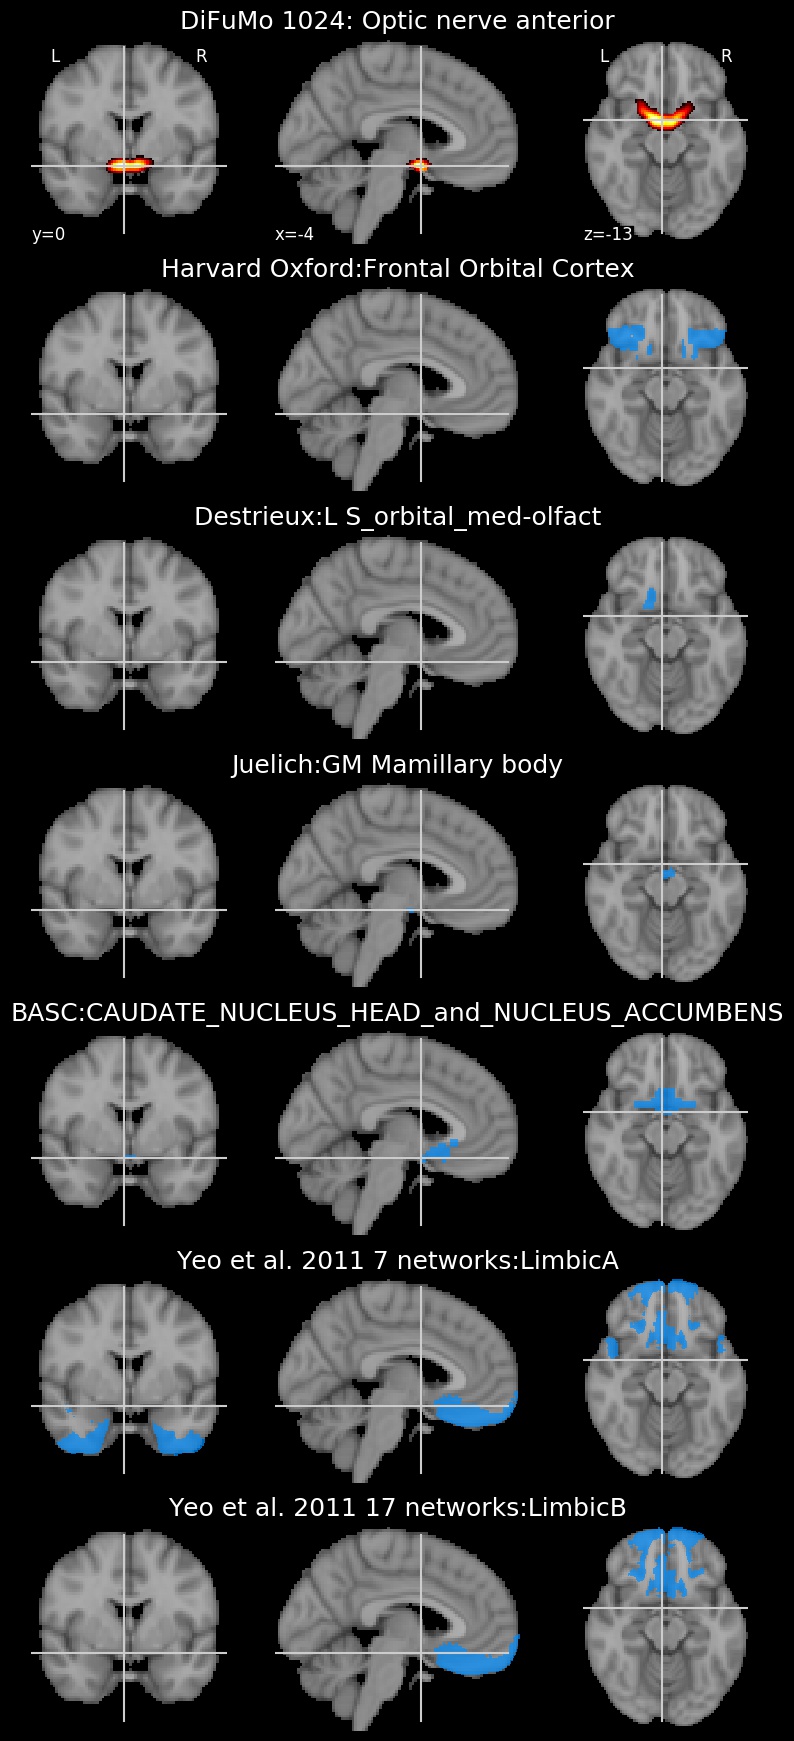 DiFuMo 1024: Optic nerve anterior
L R L R
y=0 x=-4 z=-13
Harvard Oxford:Frontal Orbital Cortex
Destrieux:L S_orbital_med-olfact
Juelich:GM Mamillary body
BASC:CAUDATE_NUCLEUS_HEAD_and_NUCLEUS_ACCUMBENS
Yeo et al. 2011 7 networks:LimbicA
Yeo et al. 2011 17 networks:LimbicB